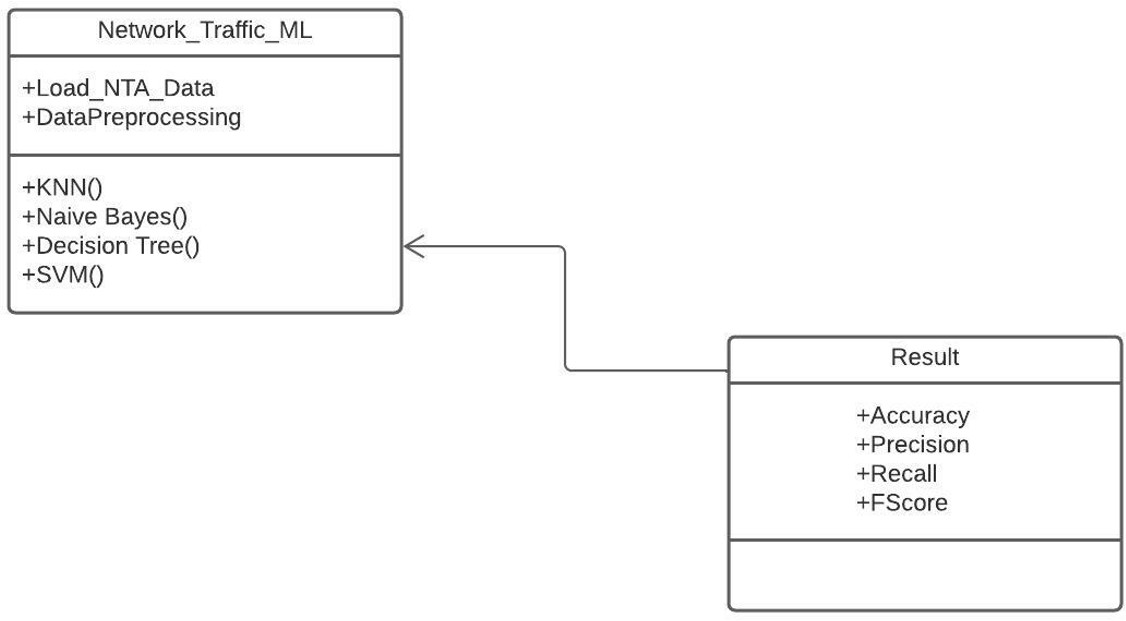 Network_Traffic_ML
+Load_NTA_Data
+DataPreprocessing
+KNN()
+Naive Bayes()
+Decision Tree()
+SVM()
Result
+Accuracy
+Precision
+Recall
+FScore